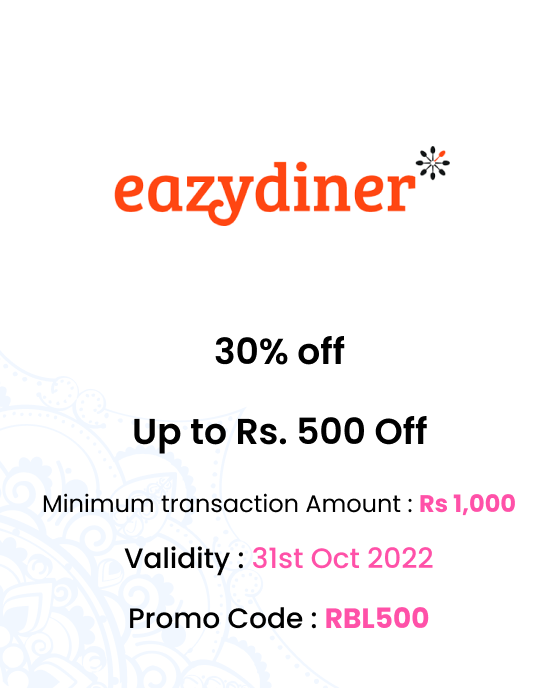 eazydiner
30% off
Up to Rs. 500 Off
Minimum transaction Amount : Rs 1,000
Validity : 31st Oct 2022
Promo Code : RBL500